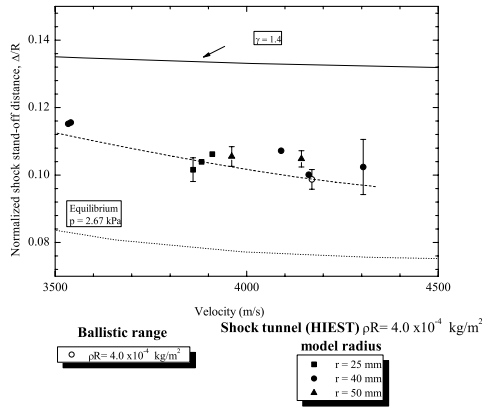 Normalized shock stand-off distance, Δ/R
0.14
0.12
0.10
0.08
γ = 1.4
Equilibrium
p = 2.67 kPa
3500
4000
4500
Velocity (m/s)
Ballistic range
ρR= 4.0 x10⁻⁴ kg/m²
Shock tunnel (HIEST) ρR= 4.0 x10⁻⁴ kg/m²
model radius
r = 25 mm
r = 40 mm
r = 50 mm